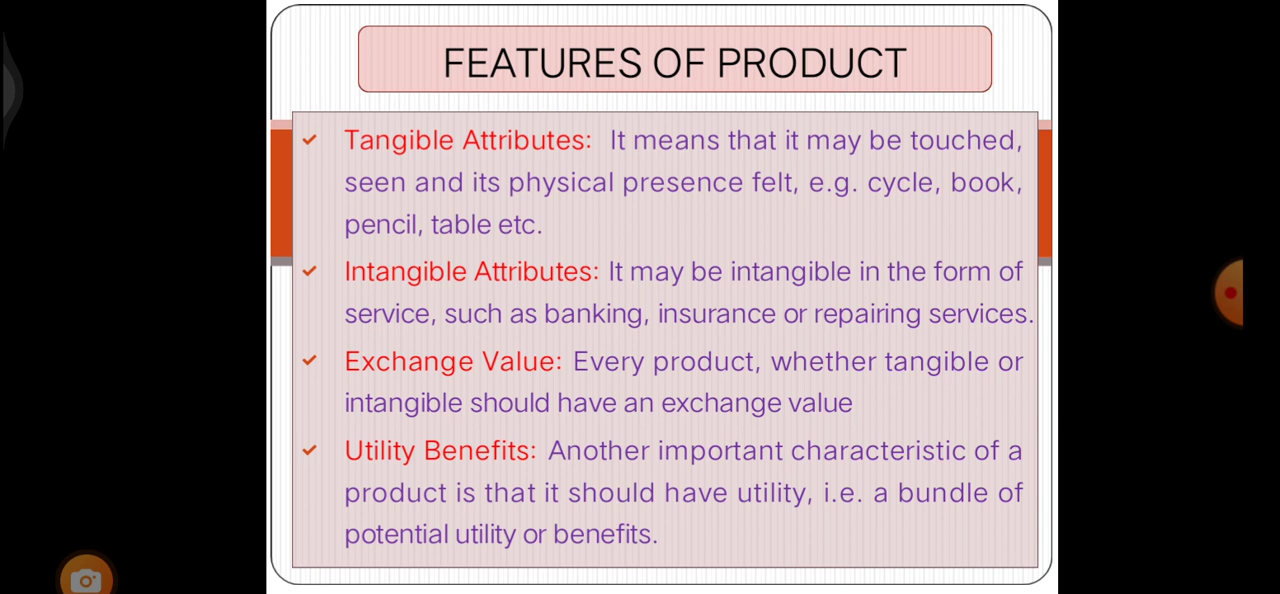 FEATURES OF PRODUCT
Tangible Attributes: It means that it may be touched,
seen and its physical presence felt, e.g. cycle, book,
pencil, table etc.
Intangible Attributes: It may be intangible in the form of
service, such as banking, insurance or repairing services.
Exchange Value: Every product, whether tangible or
intangible should have an exchange value
Utility Benefits: Another important characteristic of a
product is that it should have utility, i.e. a bundle of
potential utility or benefits.